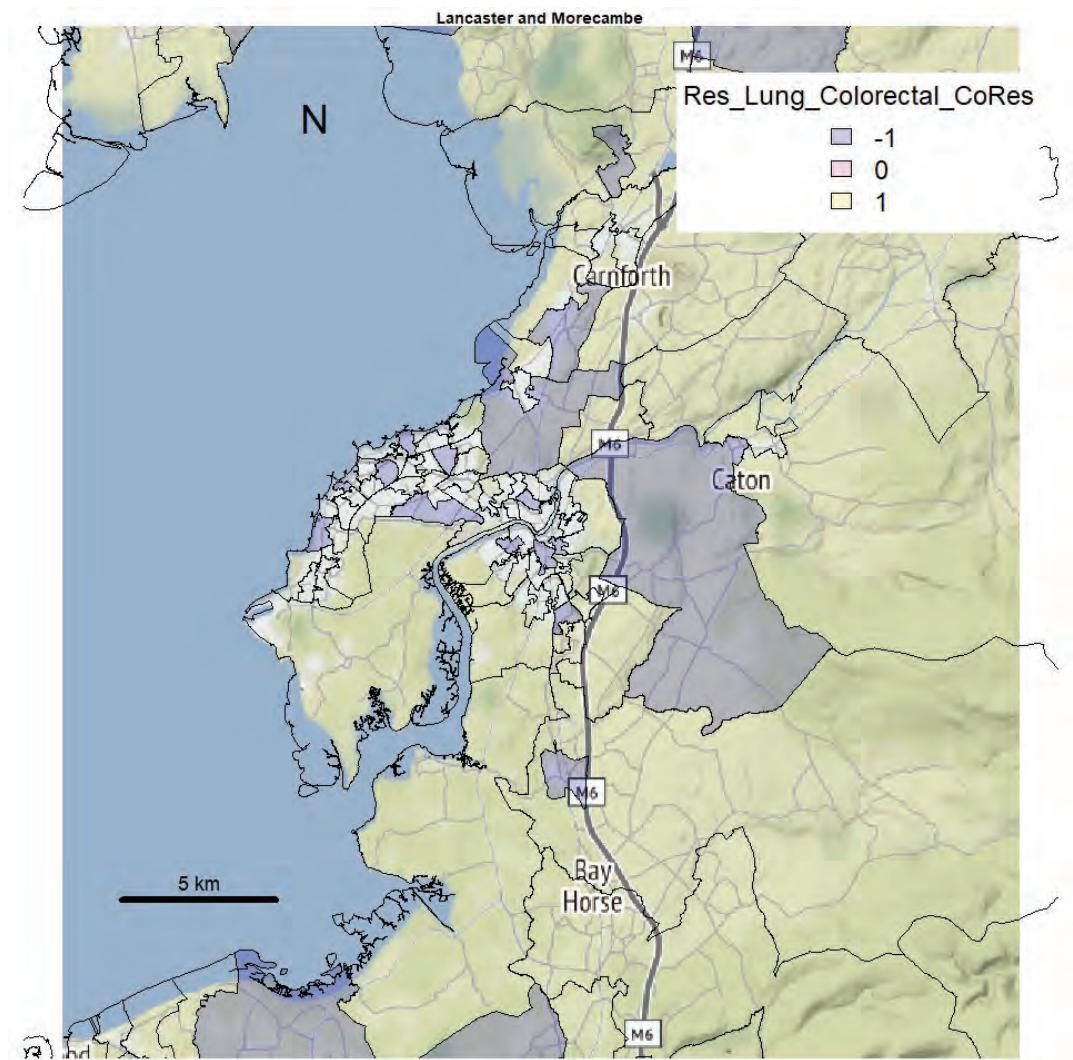 Lancaster and Morecambe
M6
N
Res_Lung_Colorectal_CoRes
-1
0
1
Carnforth
M6
Caton
M6
M6
Bay
Horse
5 km
M6